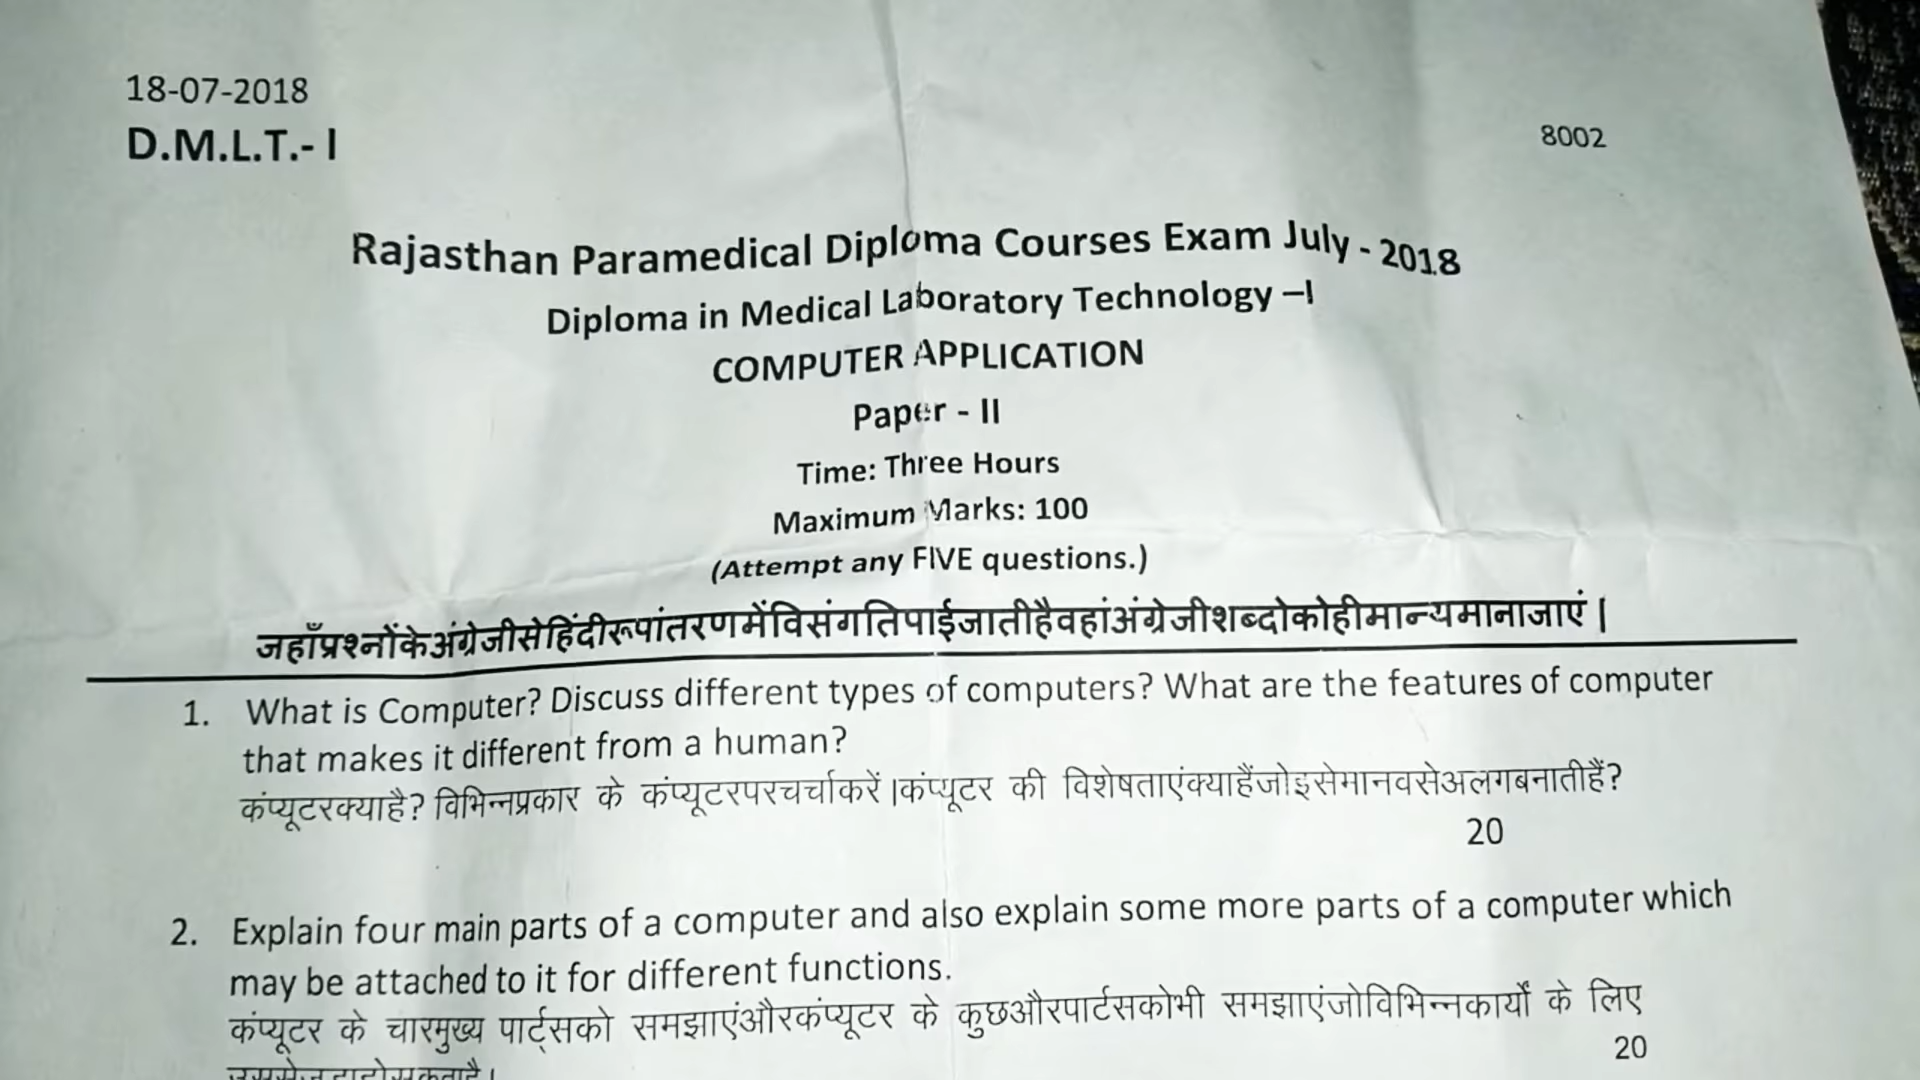 18-07-2018
D.M.L.T.- I
8002
Rajasthan Paramedical Diploma Courses Exam July - 2018
Diploma in Medical Laboratory Technology –I
COMPUTER APPLICATION
Paper - II
Time: Three Hours
Maximum Marks: 100
(Attempt any FIVE questions.)
जहाँप्रश्नोंकेअंग्रेजीसेहिंदीरूपांतरणमेंविसंगतिपाईजातीहैवहांअंग्रेजीशब्दोकोहीमान्यमानाजाएं |
1. What is Computer? Discuss different types of computers? What are the features of computer
that makes it different from a human?
कंप्यूटरक्याहै? विभिन्नप्रकार के कंप्यूटरपरचर्चाकरें |कंप्यूटर की विशेषताएंक्याहैंजोइसेमानवसेअलगबनातीहैं?
20
2. Explain four main parts of a computer and also explain some more parts of a computer which
may be attached to it for different functions.
कंप्यूटर के चारमुख्य पार्ट्सको समझाएंऔरकंप्यूटर के कुछऔरपार्टसकोभी समझाएंजोविभिन्नकार्यों के लिए
20